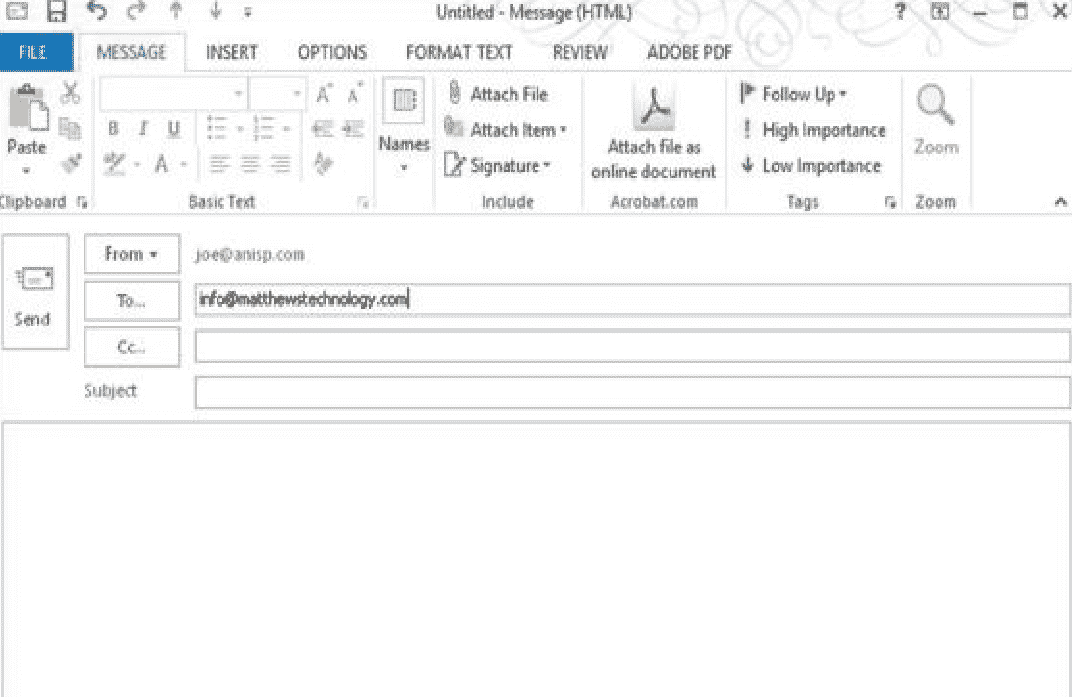 Untitled - Message (HTML)
FILE MESSAGE INSERT OPTIONS FORMAT TEXT REVIEW ADOBE PDF
Paste
Clipboard
B I U
A
Basic Text
Names
Attach File
Attach Item
Signature
Include
Attach file as
online document
Acrobat.com
Follow Up
High Importance
Low Importance
Tags
Zoom
Zoom
Send
From joe@anisp.com
To... info@matthewstechnology.com
Cc...
Subject